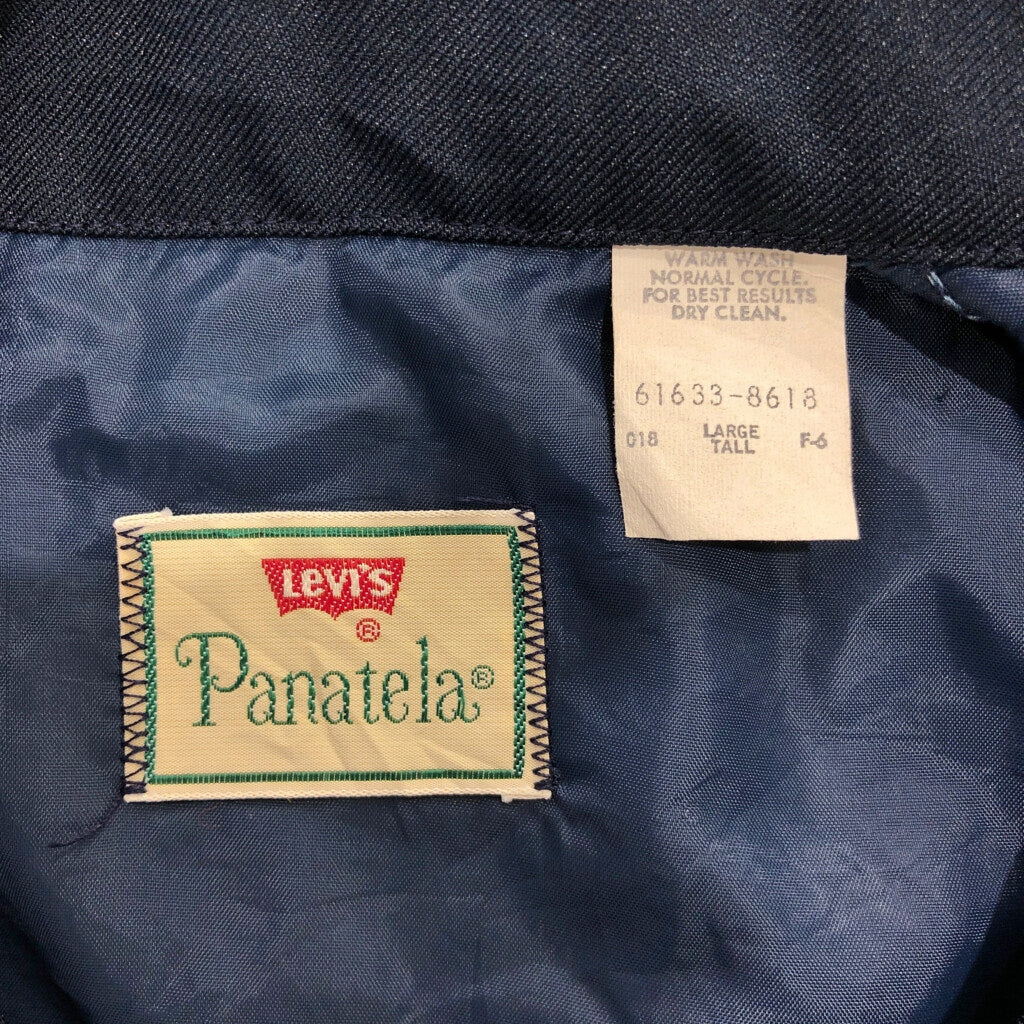 WARM WASH
NORMAL CYCLE.
FOR BEST RESULTS
DRY CLEAN.
61633-8618
018 LARGE TALL F-6
LEVI'S
®
Panatela®